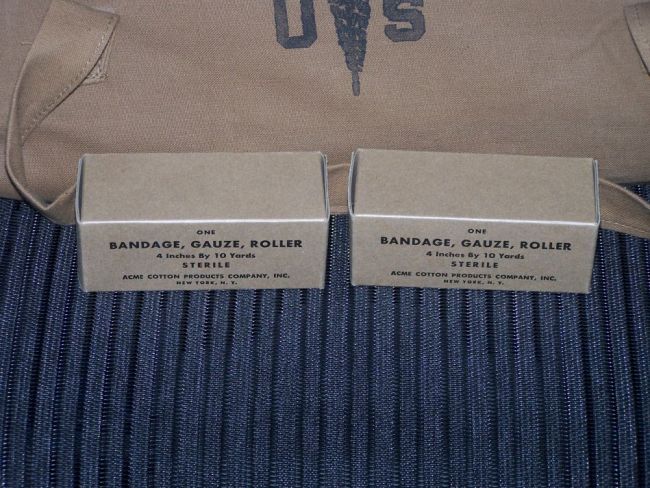 U S
ONE
BANDAGE, GAUZE, ROLLER
4 Inches By 10 Yards
STERILE
ACME COTTON PRODUCTS COMPANY, INC.
NEW YORK, N. Y.
ONE
BANDAGE, GAUZE, ROLLER
4 Inches By 10 Yards
STERILE
ACME COTTON PRODUCTS COMPANY, INC.
NEW YORK, N. Y.